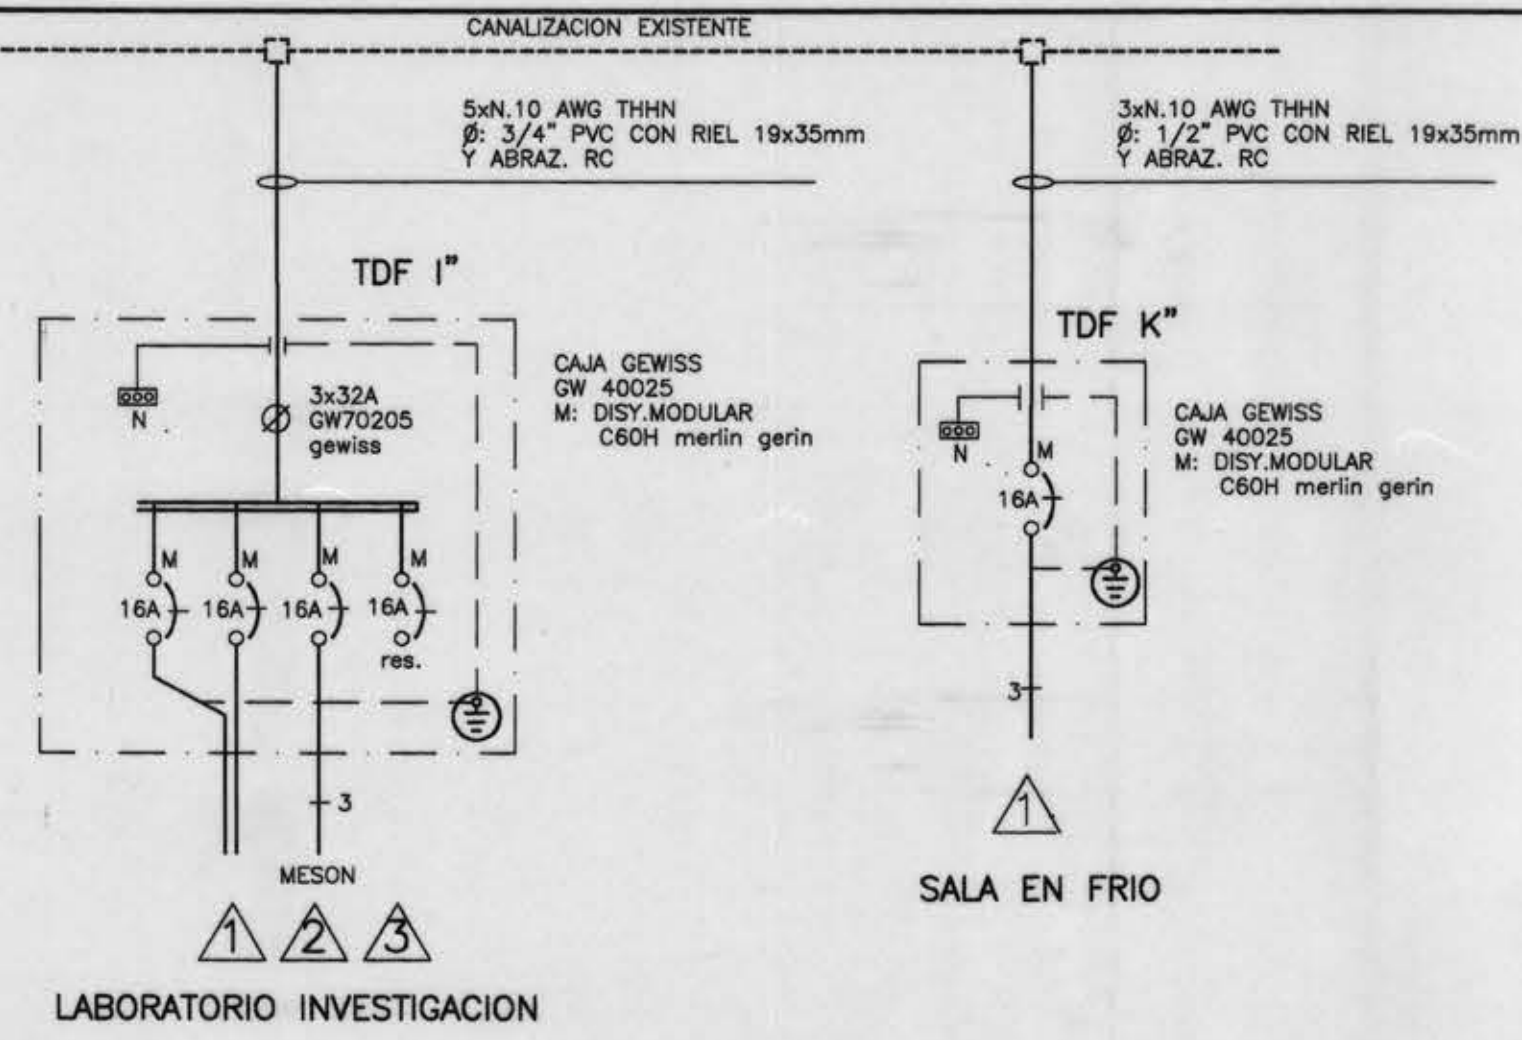 CANALIZACION EXISTENTE
5xN.10 AWG THHN
Ø: 3/4" PVC CON RIEL 19x35mm
Y ABRAZ. RC
3xN.10 AWG THHN
Ø: 1/2" PVC CON RIEL 19x35mm
Y ABRAZ. RC
TDF I"
N
3x32A
GW70205
gewiss
CAJA GEWISS
GW 40025
M: DISY.MODULAR
C60H merlin gerin
M
M
M
M
16A
16A
16A
16A
res.
3
MESON
1 2 3
LABORATORIO INVESTIGACION
TDF K"
N
M
16A
CAJA GEWISS
GW 40025
M: DISY.MODULAR
C60H merlin gerin
3
1
SALA EN FRIO